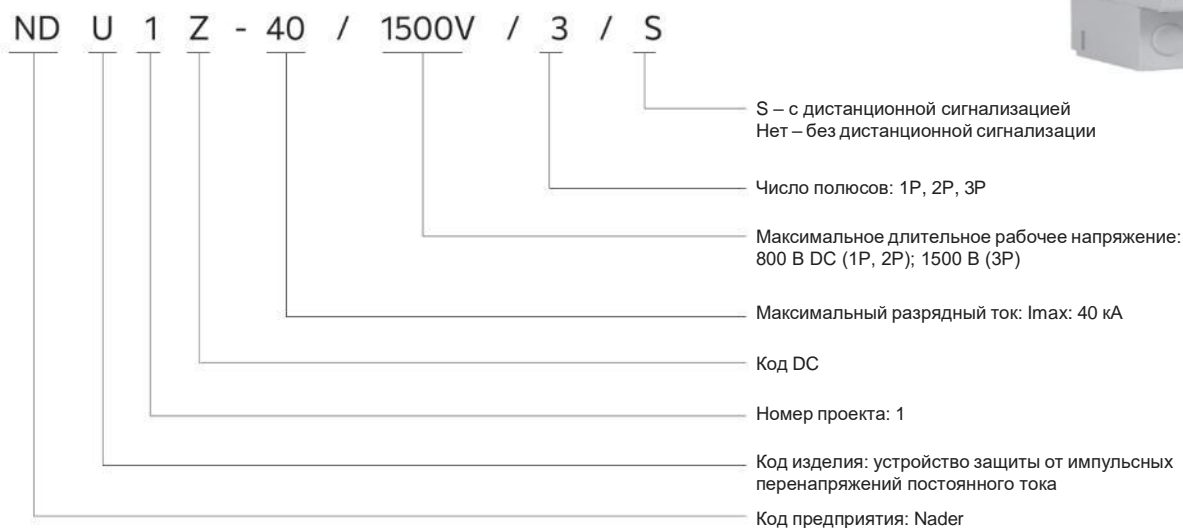 ND U 1 Z - 40 / 1500V / 3 / S
S – с дистанционной сигнализацией
Нет – без дистанционной сигнализации
Число полюсов: 1P, 2P, 3P
Максимальное длительное рабочее напряжение:
800 В DC (1P, 2P); 1500 В (3P)
Максимальный разрядный ток: Imax: 40 кА
Код DC
Номер проекта: 1
Код изделия: устройство защиты от импульсных
перенапряжений постоянного тока
Код предприятия: Nader